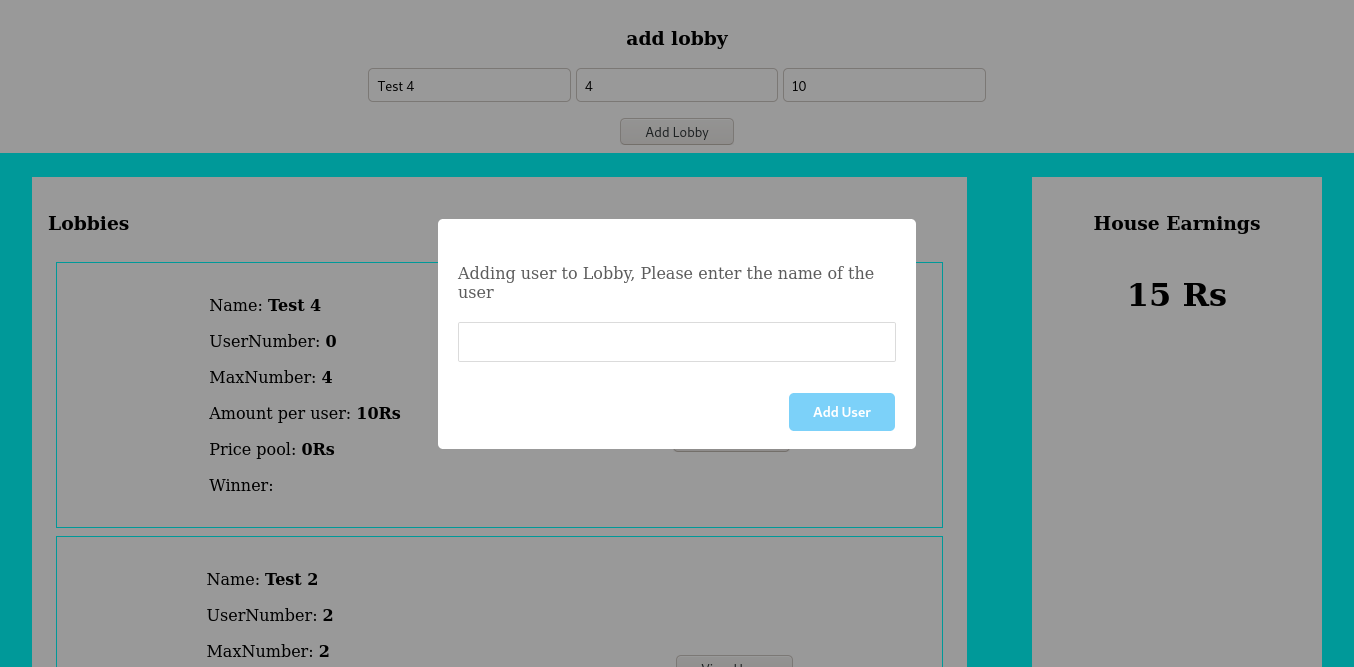 add lobby
Test 4
4
10
Add Lobby
Lobbies
House Earnings
15 Rs
Name: Test 4
UserNumber: 0
MaxNumber: 4
Amount per user: 10Rs
Price pool: 0Rs
Winner:
Adding user to Lobby, Please enter the name of the
user
Add User
Name: Test 2
UserNumber: 2
MaxNumber: 2